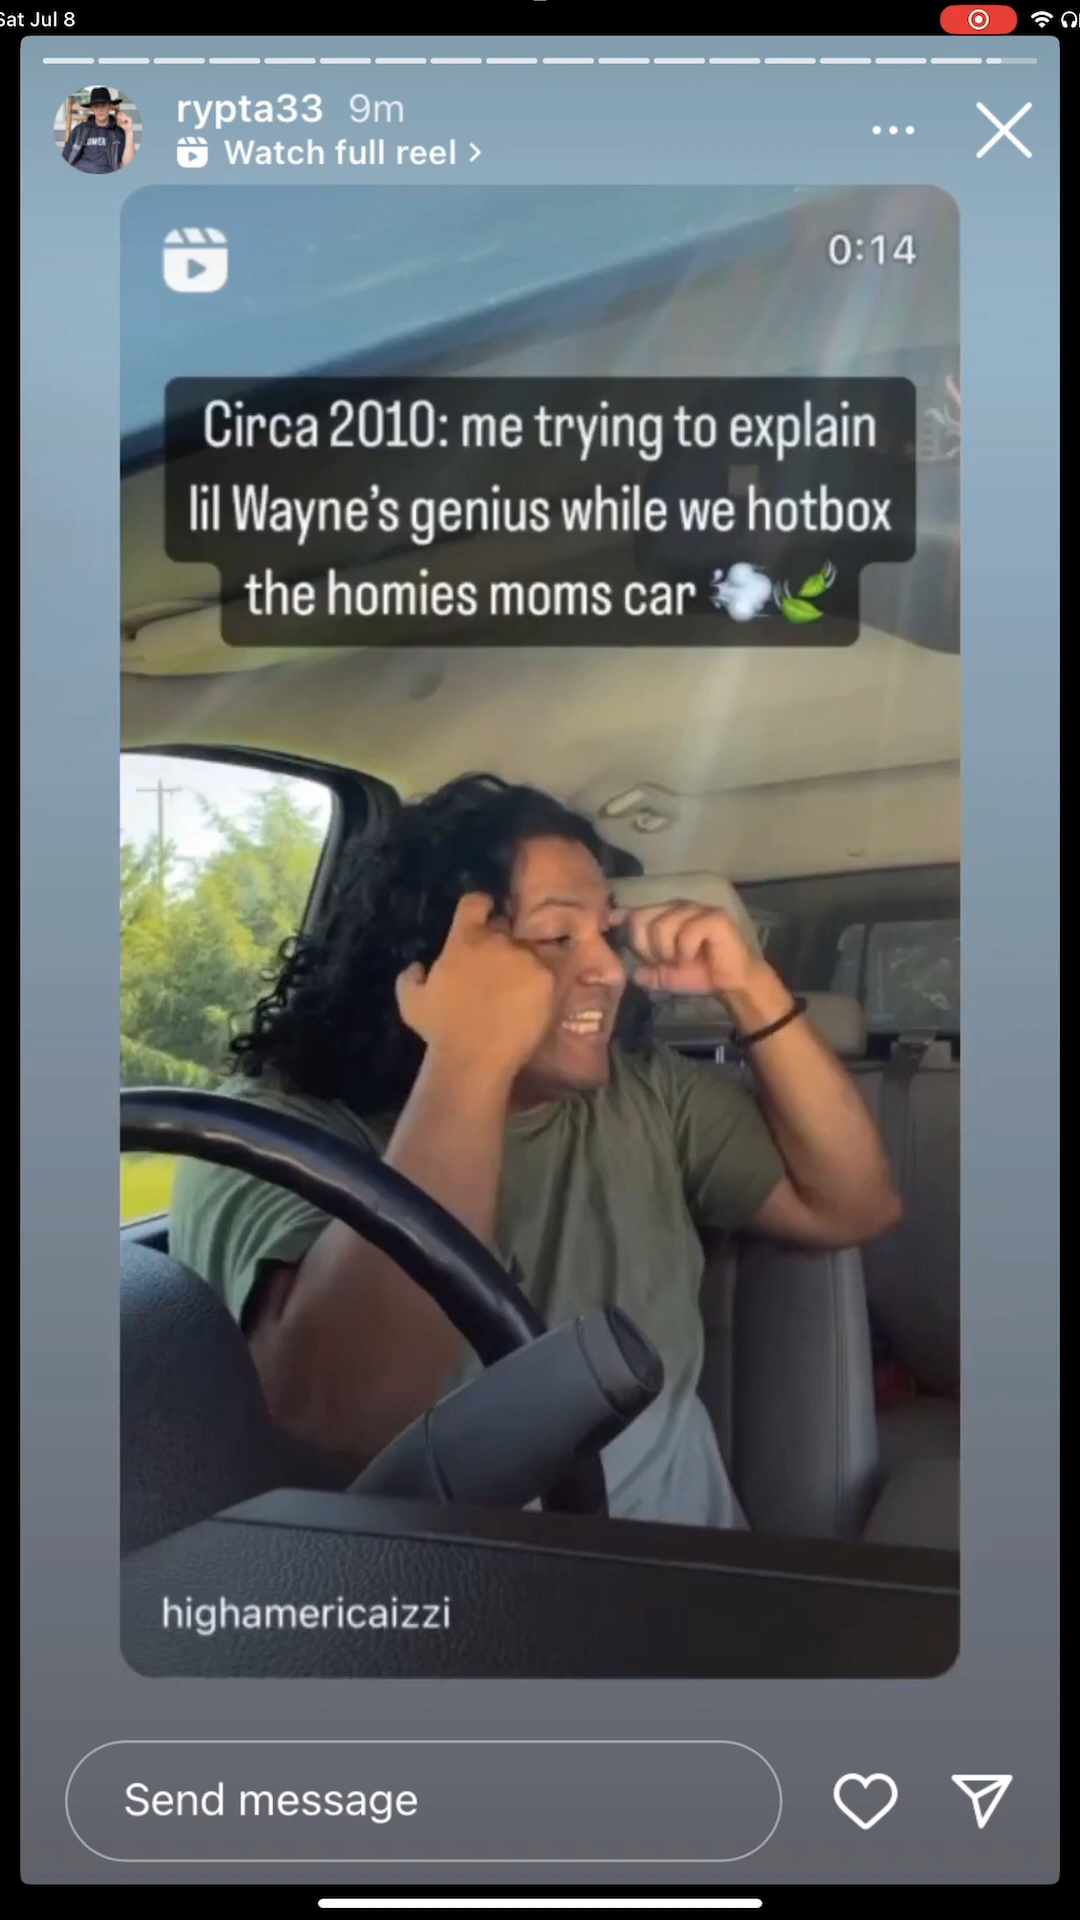 Sat Jul 8
rypta33 9m
Watch full reel >
0:14
Circa 2010: me trying to explain
lil Wayne's genius while we hotbox
the homies moms car 💨🌿
highamericaizzi
Send message